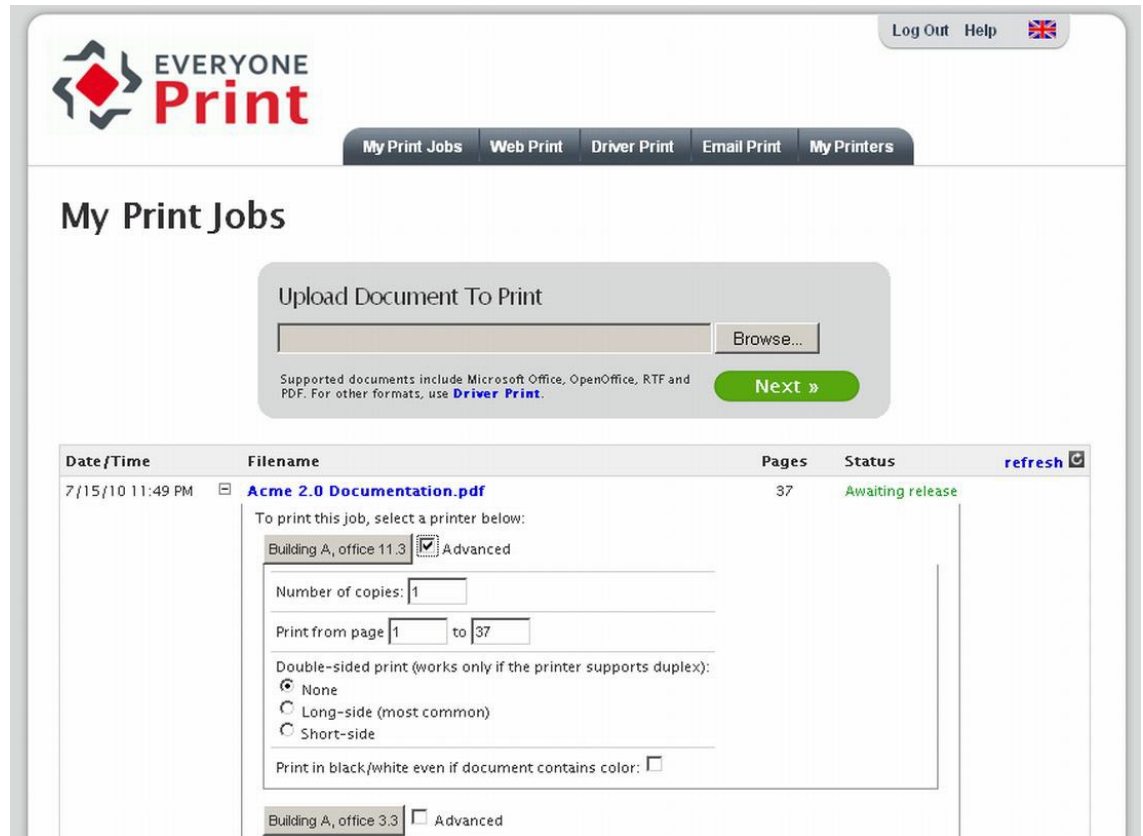 Log Out Help
EVERYONE
Print
My Print Jobs Web Print Driver Print Email Print My Printers
My Print Jobs
Upload Document To Print
Browse...
Supported documents include Microsoft Office, OpenOffice, RTF and
PDF. For other formats, use Driver Print.
Next »
Date/Time Filename Pages Status refresh
7/15/10 11:49 PM Acme 2.0 Documentation.pdf 37 Awaiting release
To print this job, select a printer below:
Building A, office 11.3 Advanced
Number of copies: 1
Print from page 1 to 37
Double-sided print (works only if the printer supports duplex):
None
Long-side (most common)
Short-side
Print in black/white even if document contains color:
Building A, office 3.3 Advanced